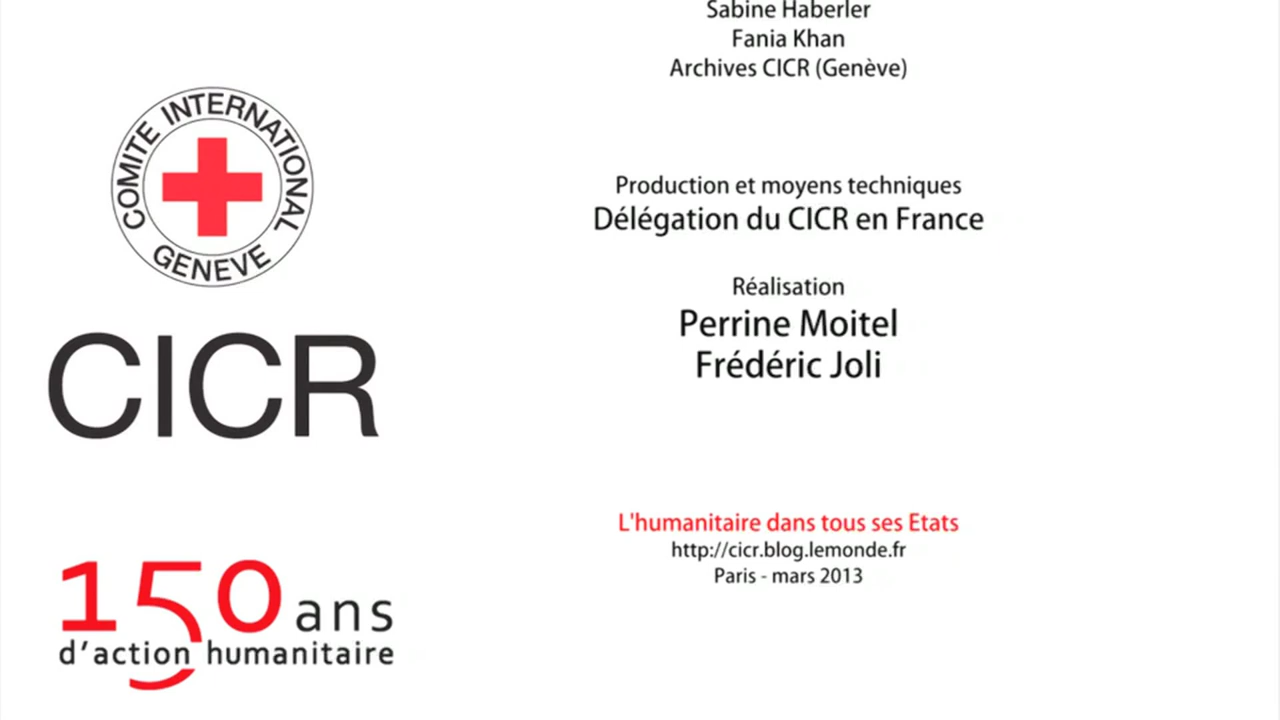 COMITE INTERNATIONAL
GENEVE
CICR
150 ans
d'action humanitaire
Sabine Haberler
Fania Khan
Archives CICR (Genève)
Production et moyens techniques
Délégation du CICR en France
Réalisation
Perrine Moitel
Frédéric Joli
L'humanitaire dans tous ses Etats
http://cicr.blog.lemonde.fr
Paris - mars 2013